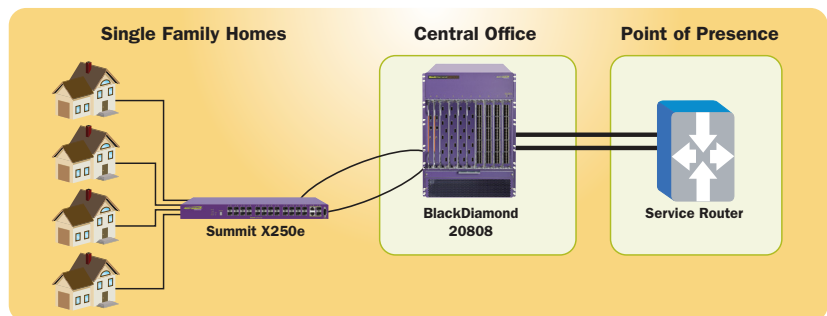 Single Family Homes
Central Office
Point of Presence
Summit X250e
BlackDiamond
20808
Service Router